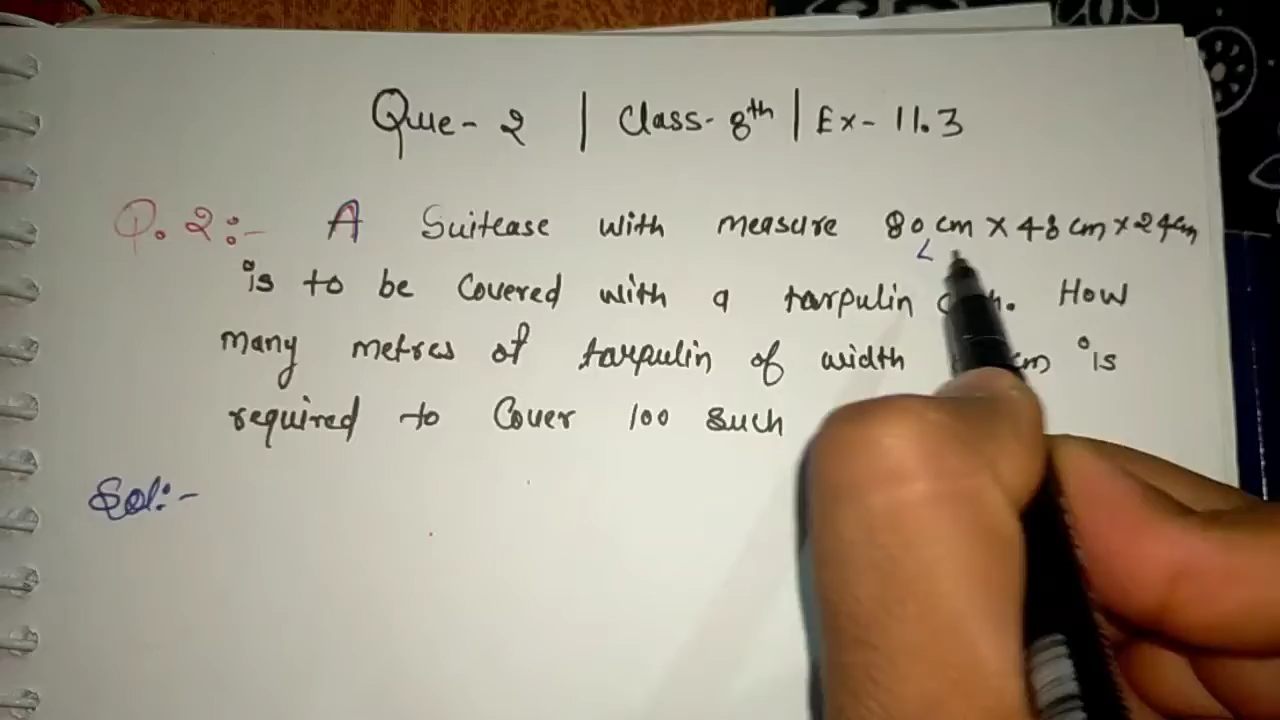 Que- 2 | Class- 8th | Ex- 11.3
Q. 2:- A Suitcase with measure 80 cm x 48 cm x 24cm
L
is to be Covered with a tarpulin How
many metres of tarpulin of width cm is
required to Cover 100 such
Sol:-